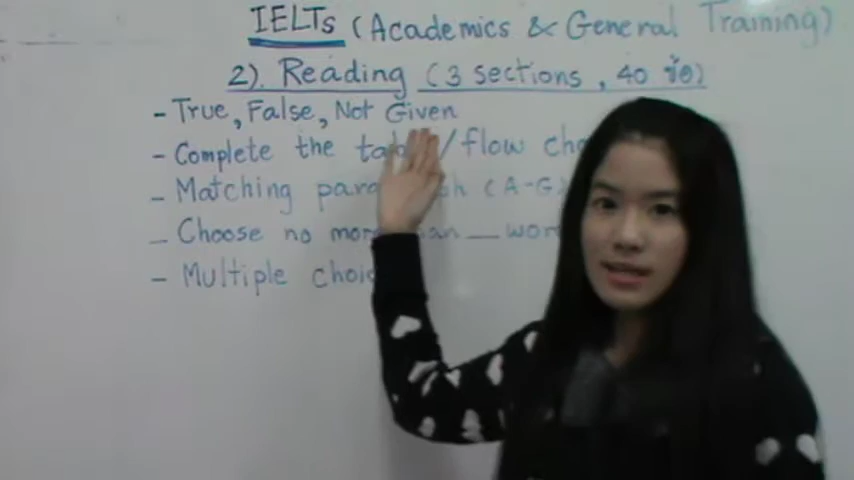 IELTs (Academics & General Training)
2). Reading (3 sections, 40 ข้อ)
- True, False, Not Given
- Complete the /flow
- Matching (A-G)
- Choose no __
- Multiple